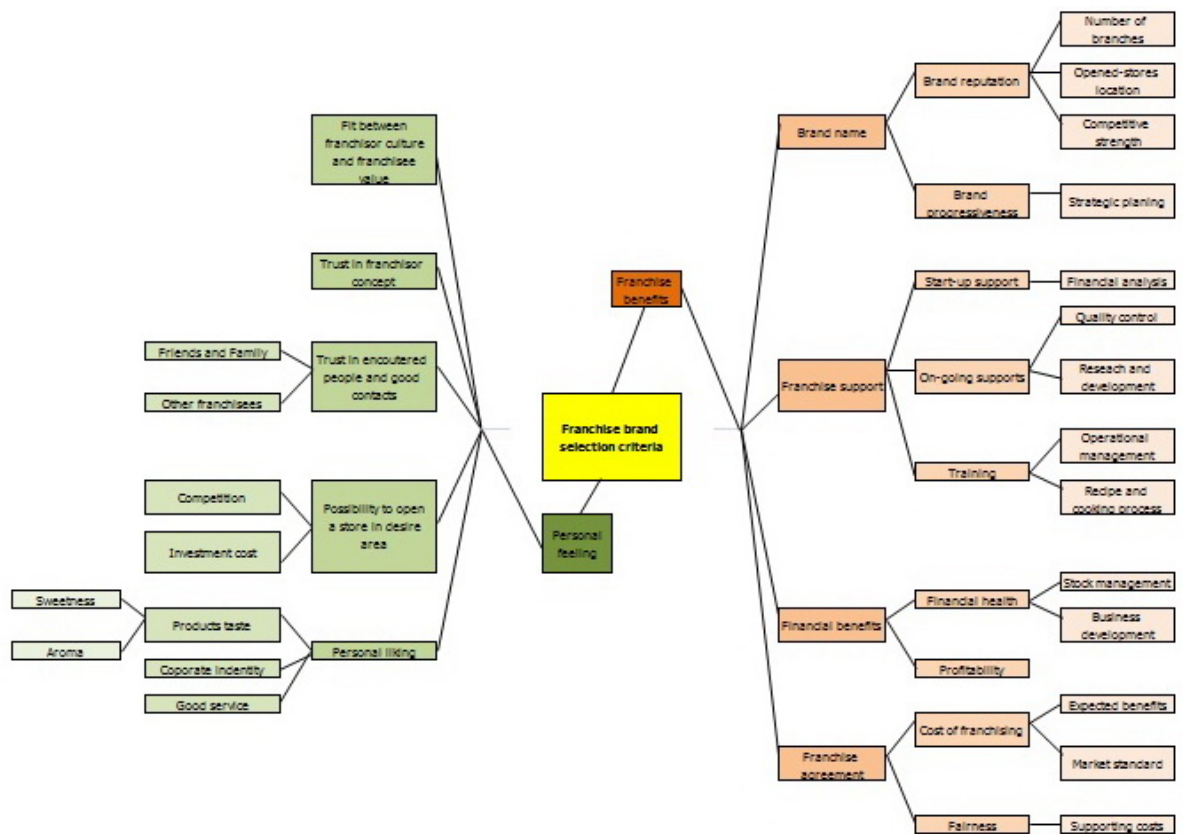 Franchise brand
selection criteria
Franchise
benefits
Brand name
Brand reputation
Number of
branches
Opened-stores
location
Competitive
strength
Brand
progressiveness
Strategic planing
Franchise support
Start-up support
Financial analysis
On-going supports
Quality control
Reseach and
development
Training
Operational
management
Recipe and
cooking process
Financial benefits
Financial health
Stock management
Business
development
Profitability
Franchise
agreement
Cost of franchising
Expected benefits
Market standard
Fairness
Supporting costs
Personal
feeling
Fit between
franchisor culture
and franchisee
value
Trust in franchisor
concept
Trust in encoutered
people and good
contacts
Friends and Family
Other franchisees
Possibility to open
a store in desire
area
Competition
Investment cost
Personal liking
Products taste
Sweetness
Aroma
Coporate indentity
Good service